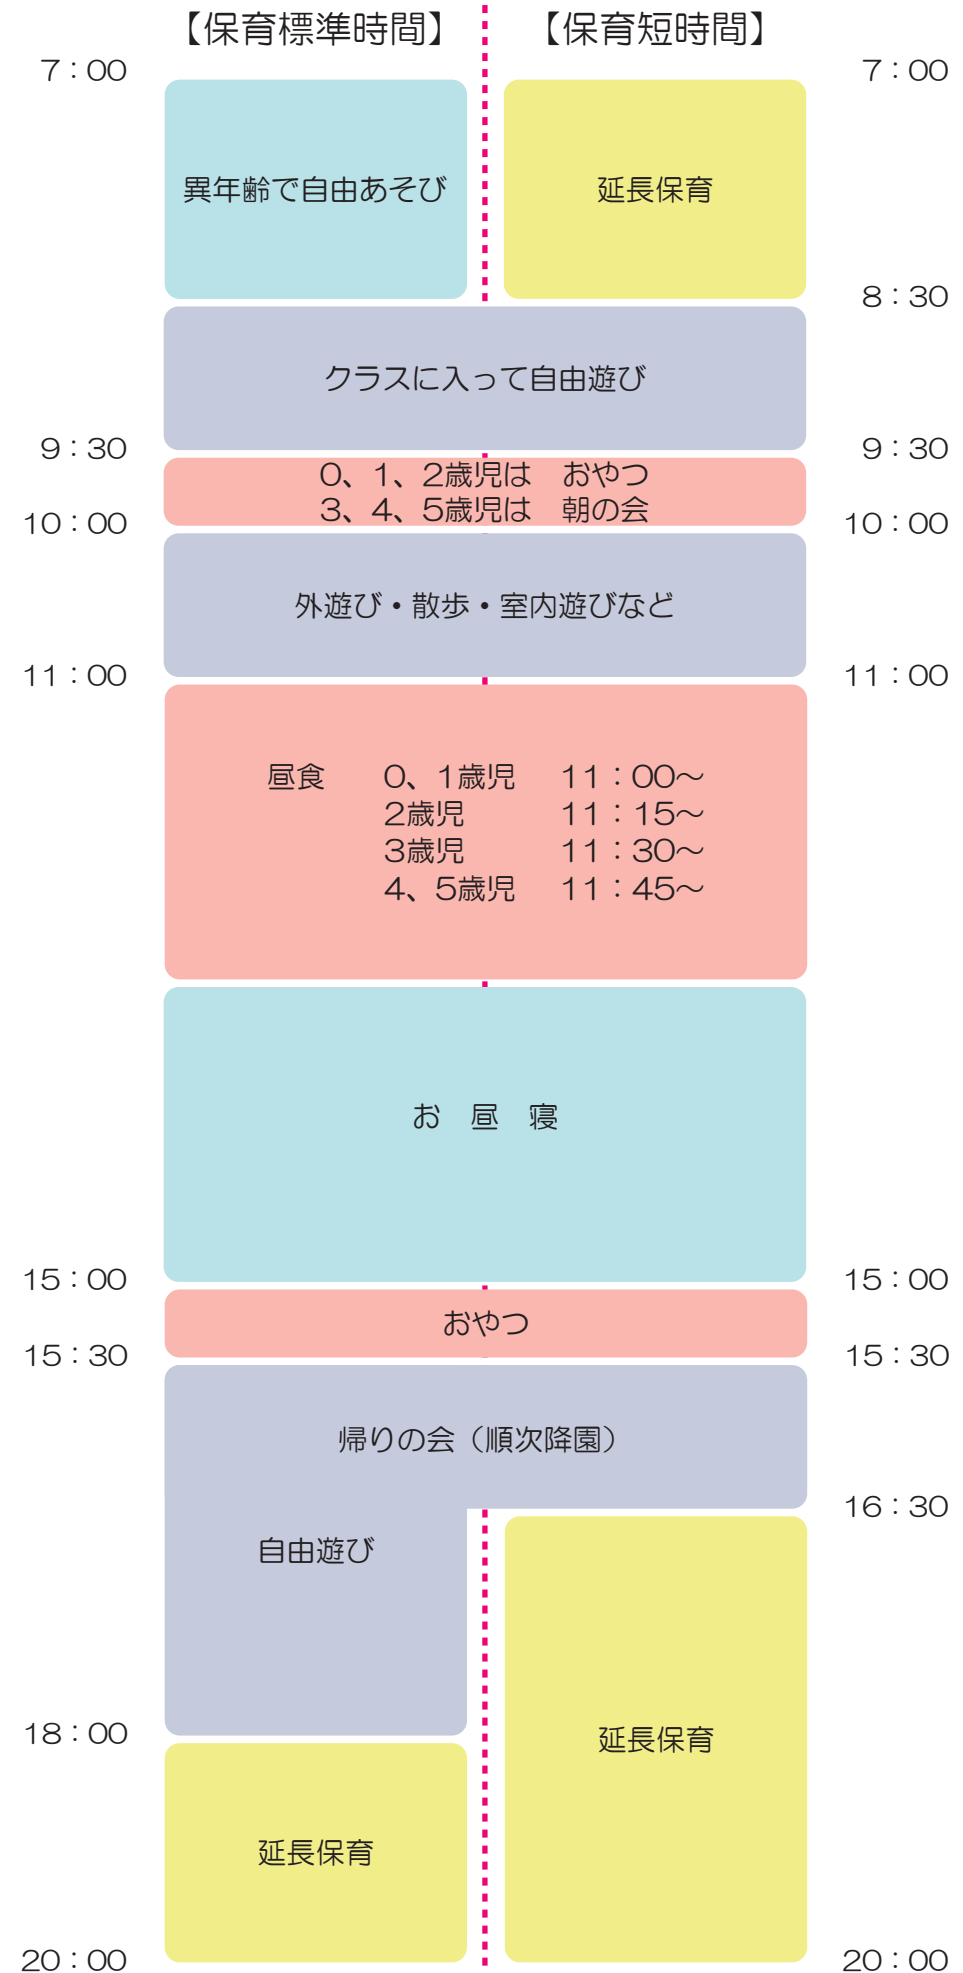 【保育標準時間】 【保育短時間】
7：00 7：00
異年齢で自由あそび 延長保育
8：30
クラスに入って自由遊び
9：30 9：30
0、1、2歳児は　おやつ
3、4、5歳児は　朝の会
10：00 10：00
外遊び・散歩・室内遊びなど
11：00 11：00
昼食　0、1歳児　11：00～
2歳児　11：15～
3歳児　11：30～
4、5歳児　11：45～
お　昼　寝
15：00 15：00
おやつ
15：30 15：30
帰りの会（順次降園）
16：30
自由遊び
18：00
延長保育
延長保育
20：00 20：00